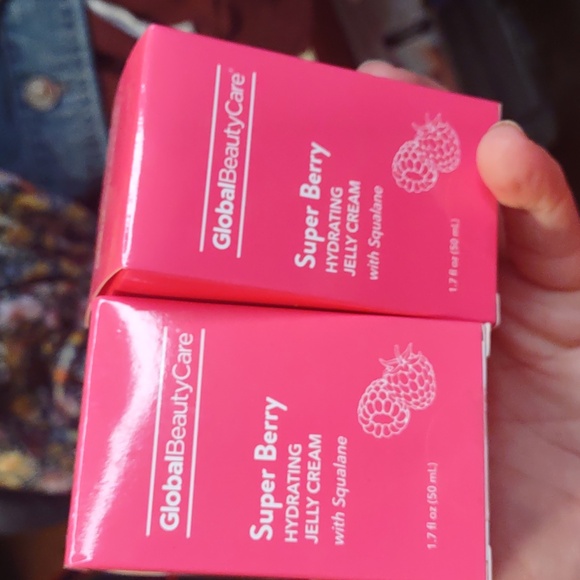 GlobalBeautyCare®
Super Berry
HYDRATING
JELLY CREAM
with Squalane
1.7 fl oz (50 mL)
GlobalBeautyCare®
Super Berry
HYDRATING
JELLY CREAM
with Squalane
1.7 fl oz (50 mL)